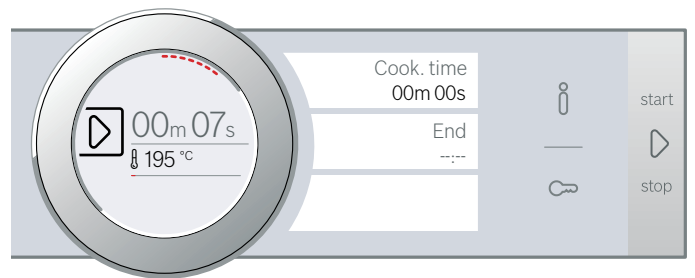 00m 07s
195 °C
Cook. time
00m 00s
End
--:--
start
stop